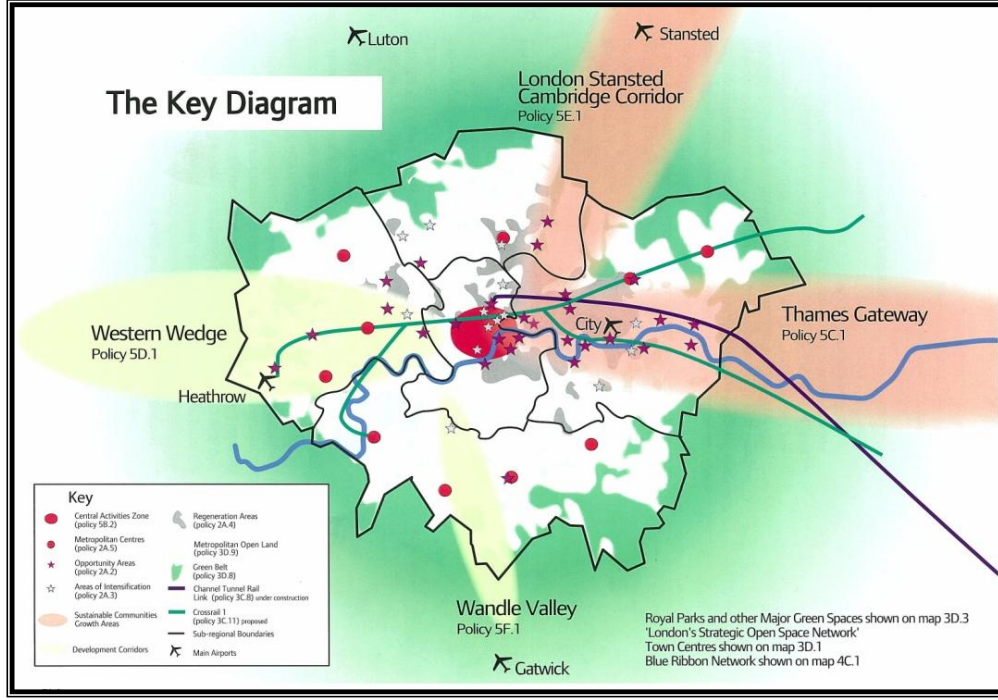 Luton
Stansted
The Key Diagram
London Stansted
Cambridge Corridor
Policy 5E.1
Western Wedge
Policy 5D.1
City
Thames Gateway
Policy 5C.1
Heathrow
Key
Central Activities Zone
(policy 5B.2)
Metropolitan Centres
(policy 2A.5)
Opportunity Areas
(policy 2A.2)
Areas of Intensification
(policy 2A.3)
Sustainable Communities
Growth Areas
Development Corridors
Regeneration Areas
(policy 2A.4)
Metropolitan Open Land
(policy 3D.9)
Green Belt
(policy 3D.8)
Channel Tunnel Rail
Link (policy 3C.8) under construction
Crossrail 1
(policy 3C.11) proposed
Sub-regional Boundaries
Main Airports
Wandle Valley
Policy 5F.1
Gatwick
Royal Parks and other Major Green Spaces shown on map 3D.3
'London's Strategic Open Space Network'
Town Centres shown on map 3D.1
Blue Ribbon Network shown on map 4C.1